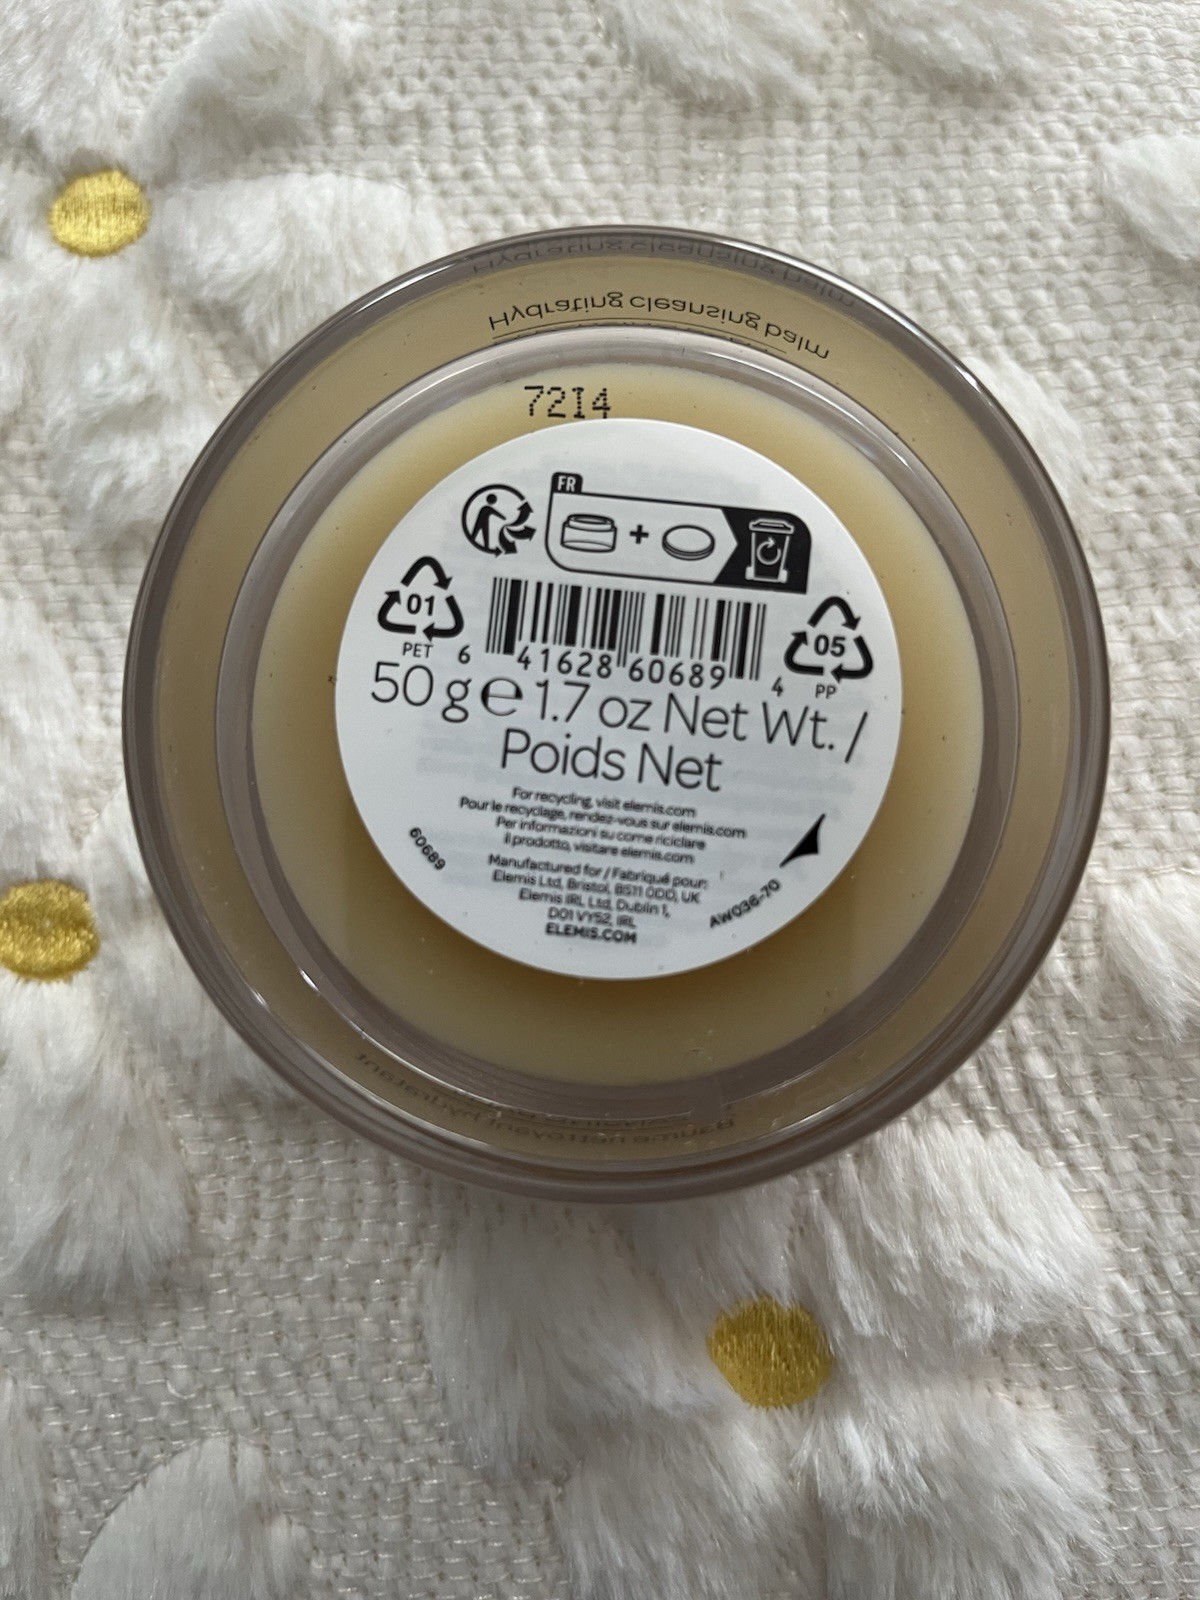 Hydrating cleansing balm
7214
FR
01
PET
05
PP
6 41628 60689 4
50 g e 1.7 oz Net Wt. /
Poids Net
For recycling, visit elemis.com
Pour le recyclage, rendez-vous sur elemis.com
Per informazioni su come riciclare
il prodotto, visitare elemis.com
60689
Manufactured for / Fabriqué pour:
Elemis Ltd, Bristol, BS11 0DD, UK
Elemis IRL Ltd, Dublin 1,
D01 VY52, IRL
ELEMIS.COM
AW036-70